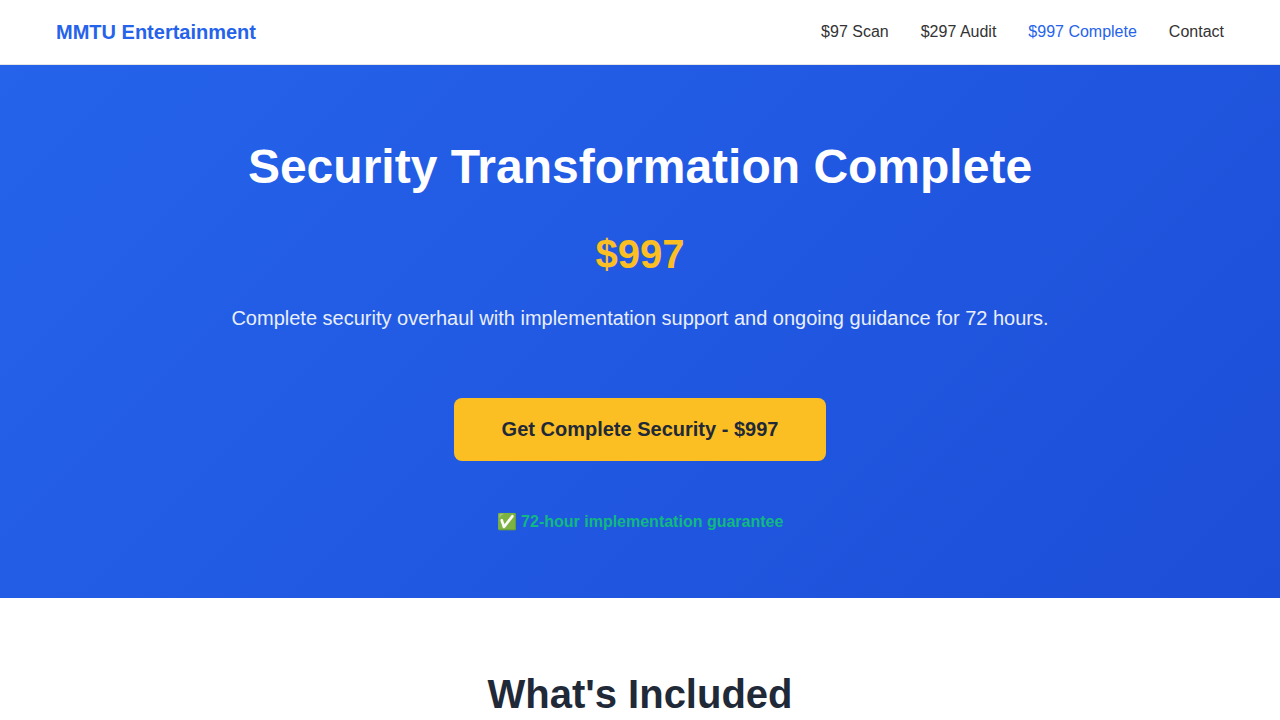 MMTU Entertainment
$97 Scan
$297 Audit
$997 Complete
Contact
Security Transformation Complete
$997
Complete security overhaul with implementation support and ongoing guidance for 72 hours.
Get Complete Security - $997
✅ 72-hour implementation guarantee
What's Included